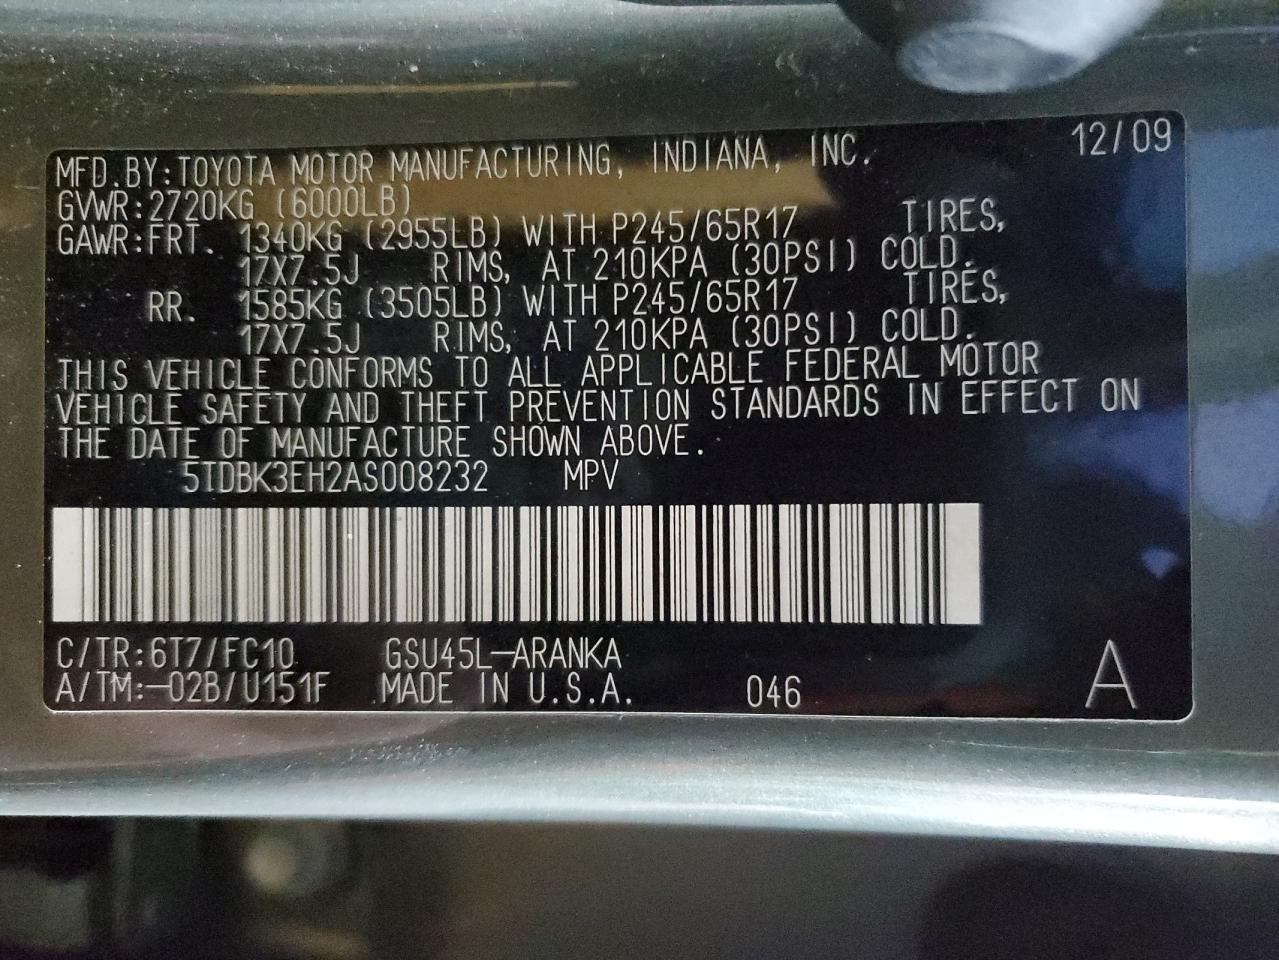 12/09
MFD.BY:TOYOTA MOTOR MANUFACTURING, INDIANA, INC.
GVWR:2720KG (6000LB)
GAWR:FRT. 1340KG (2955LB) WITH P245/65R17 TIRES,
17X7.5J RIMS, AT 210KPA (30PSI) COLD.
RR. 1585KG (3505LB) WITH P245/65R17 TIRES,
17X7.5J RIMS, AT 210KPA (30PSI) COLD.
THIS VEHICLE CONFORMS TO ALL APPLICABLE FEDERAL MOTOR
VEHICLE SAFETY AND THEFT PREVENTION STANDARDS IN EFFECT ON
THE DATE OF MANUFACTURE SHOWN ABOVE.
5TDBK3EH2AS008232 MPV
C/TR:6T7/FC10 GSU45L-ARANKA
A/TM:-02B/U151F MADE IN U.S.A. 046 A